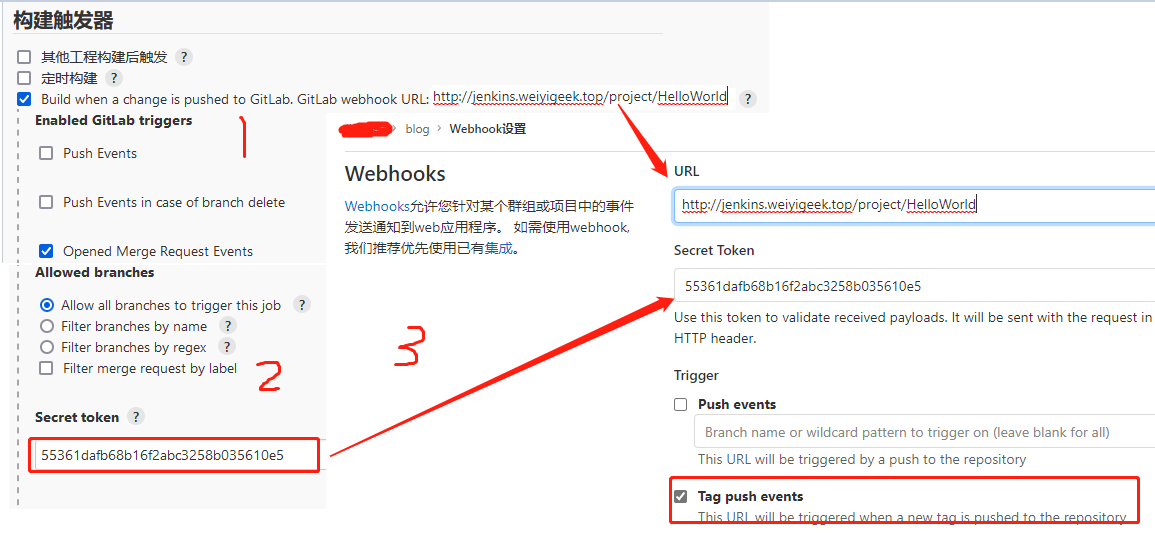 构建触发器
其他工程构建后触发 ?
定时构建 ?
Build when a change is pushed to GitLab. GitLab webhook URL: http://jenkins.weiyigeek.top/project/HelloWorld ?
Enabled GitLab triggers
1
Push Events
Push Events in case of branch delete
Opened Merge Request Events
Allowed branches
Allow all branches to trigger this job ?
Filter branches by name ?
Filter branches by regex ?
Filter merge request by label
2
Secret token ?
55361dafb68b16f2abc3258b035610e5
3
> blog > Webhook设置
Webhooks
Webhooks允许您针对某个群组或项目中的事件
发送通知到web应用程序。 如需使用webhook,
我们推荐优先使用已有集成。
URL
http://jenkins.weiyigeek.top/project/HelloWorld
Secret Token
55361dafb68b16f2abc3258b035610e5
Use this token to validate received payloads. It will be sent with the request in
HTTP header.
Trigger
Push events
Branch name or wildcard pattern to trigger on (leave blank for all)
This URL will be triggered by a push to the repository
Tag push events
This URL will be triggered when a new tag is pushed to the repository